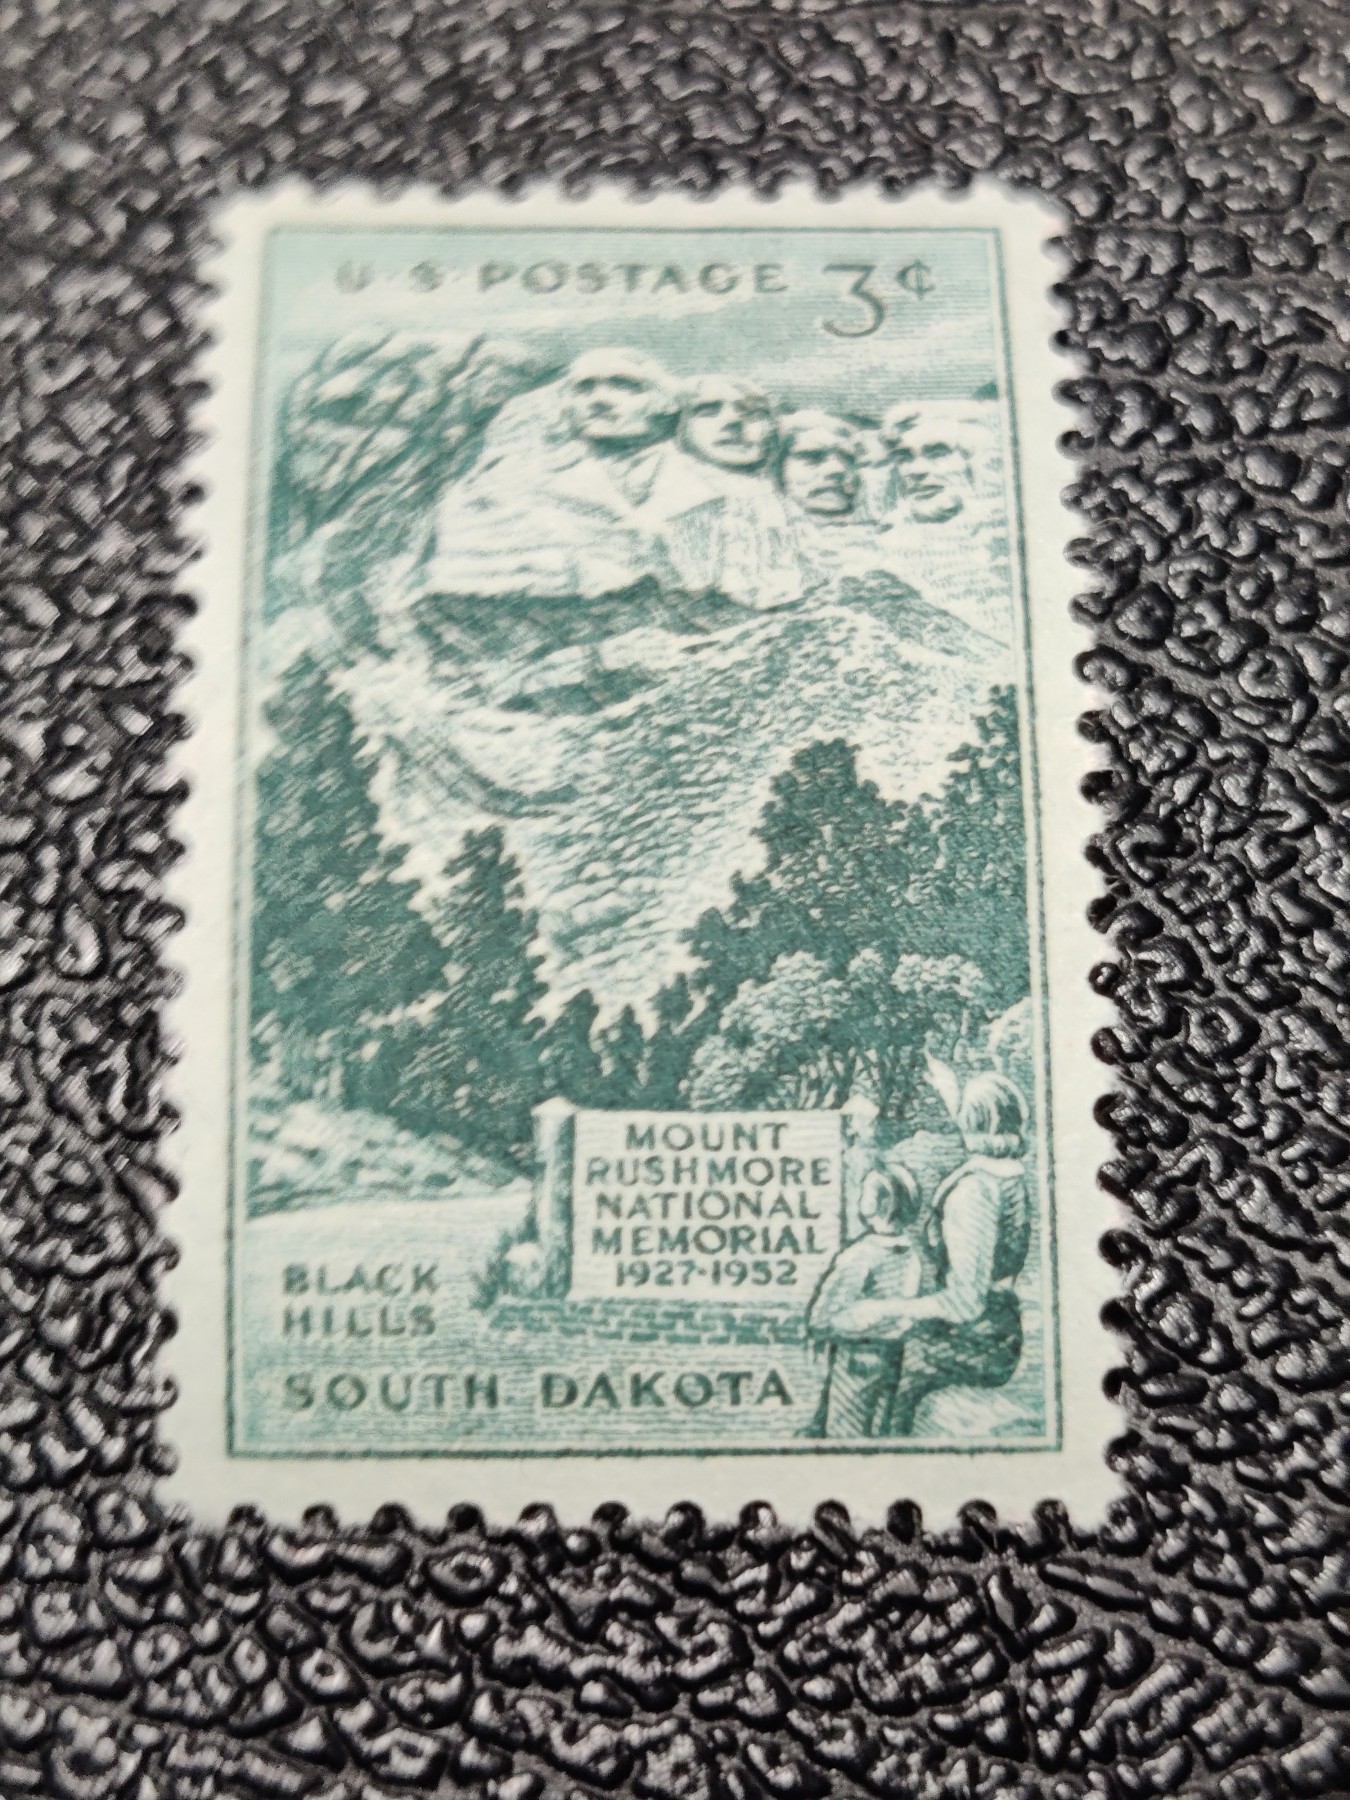 U·S·POSTAGE 3¢
MOUNT
RUSHMORE
NATIONAL
MEMORIAL
1927-1952
BLACK
HILLS
SOUTH DAKOTA